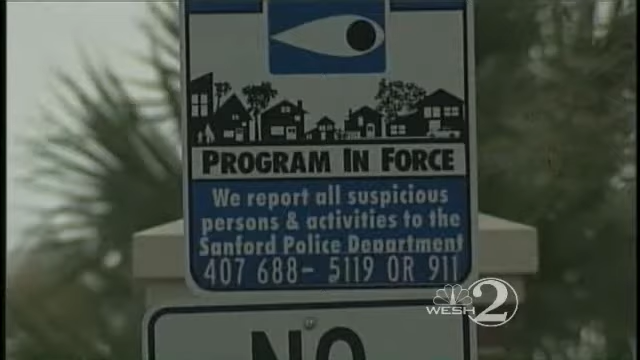 PROGRAM IN FORCE
We report all suspicious
persons & activities to the
Sanford Police Department
407 688- 5119 OR 911
WESH 2
NO